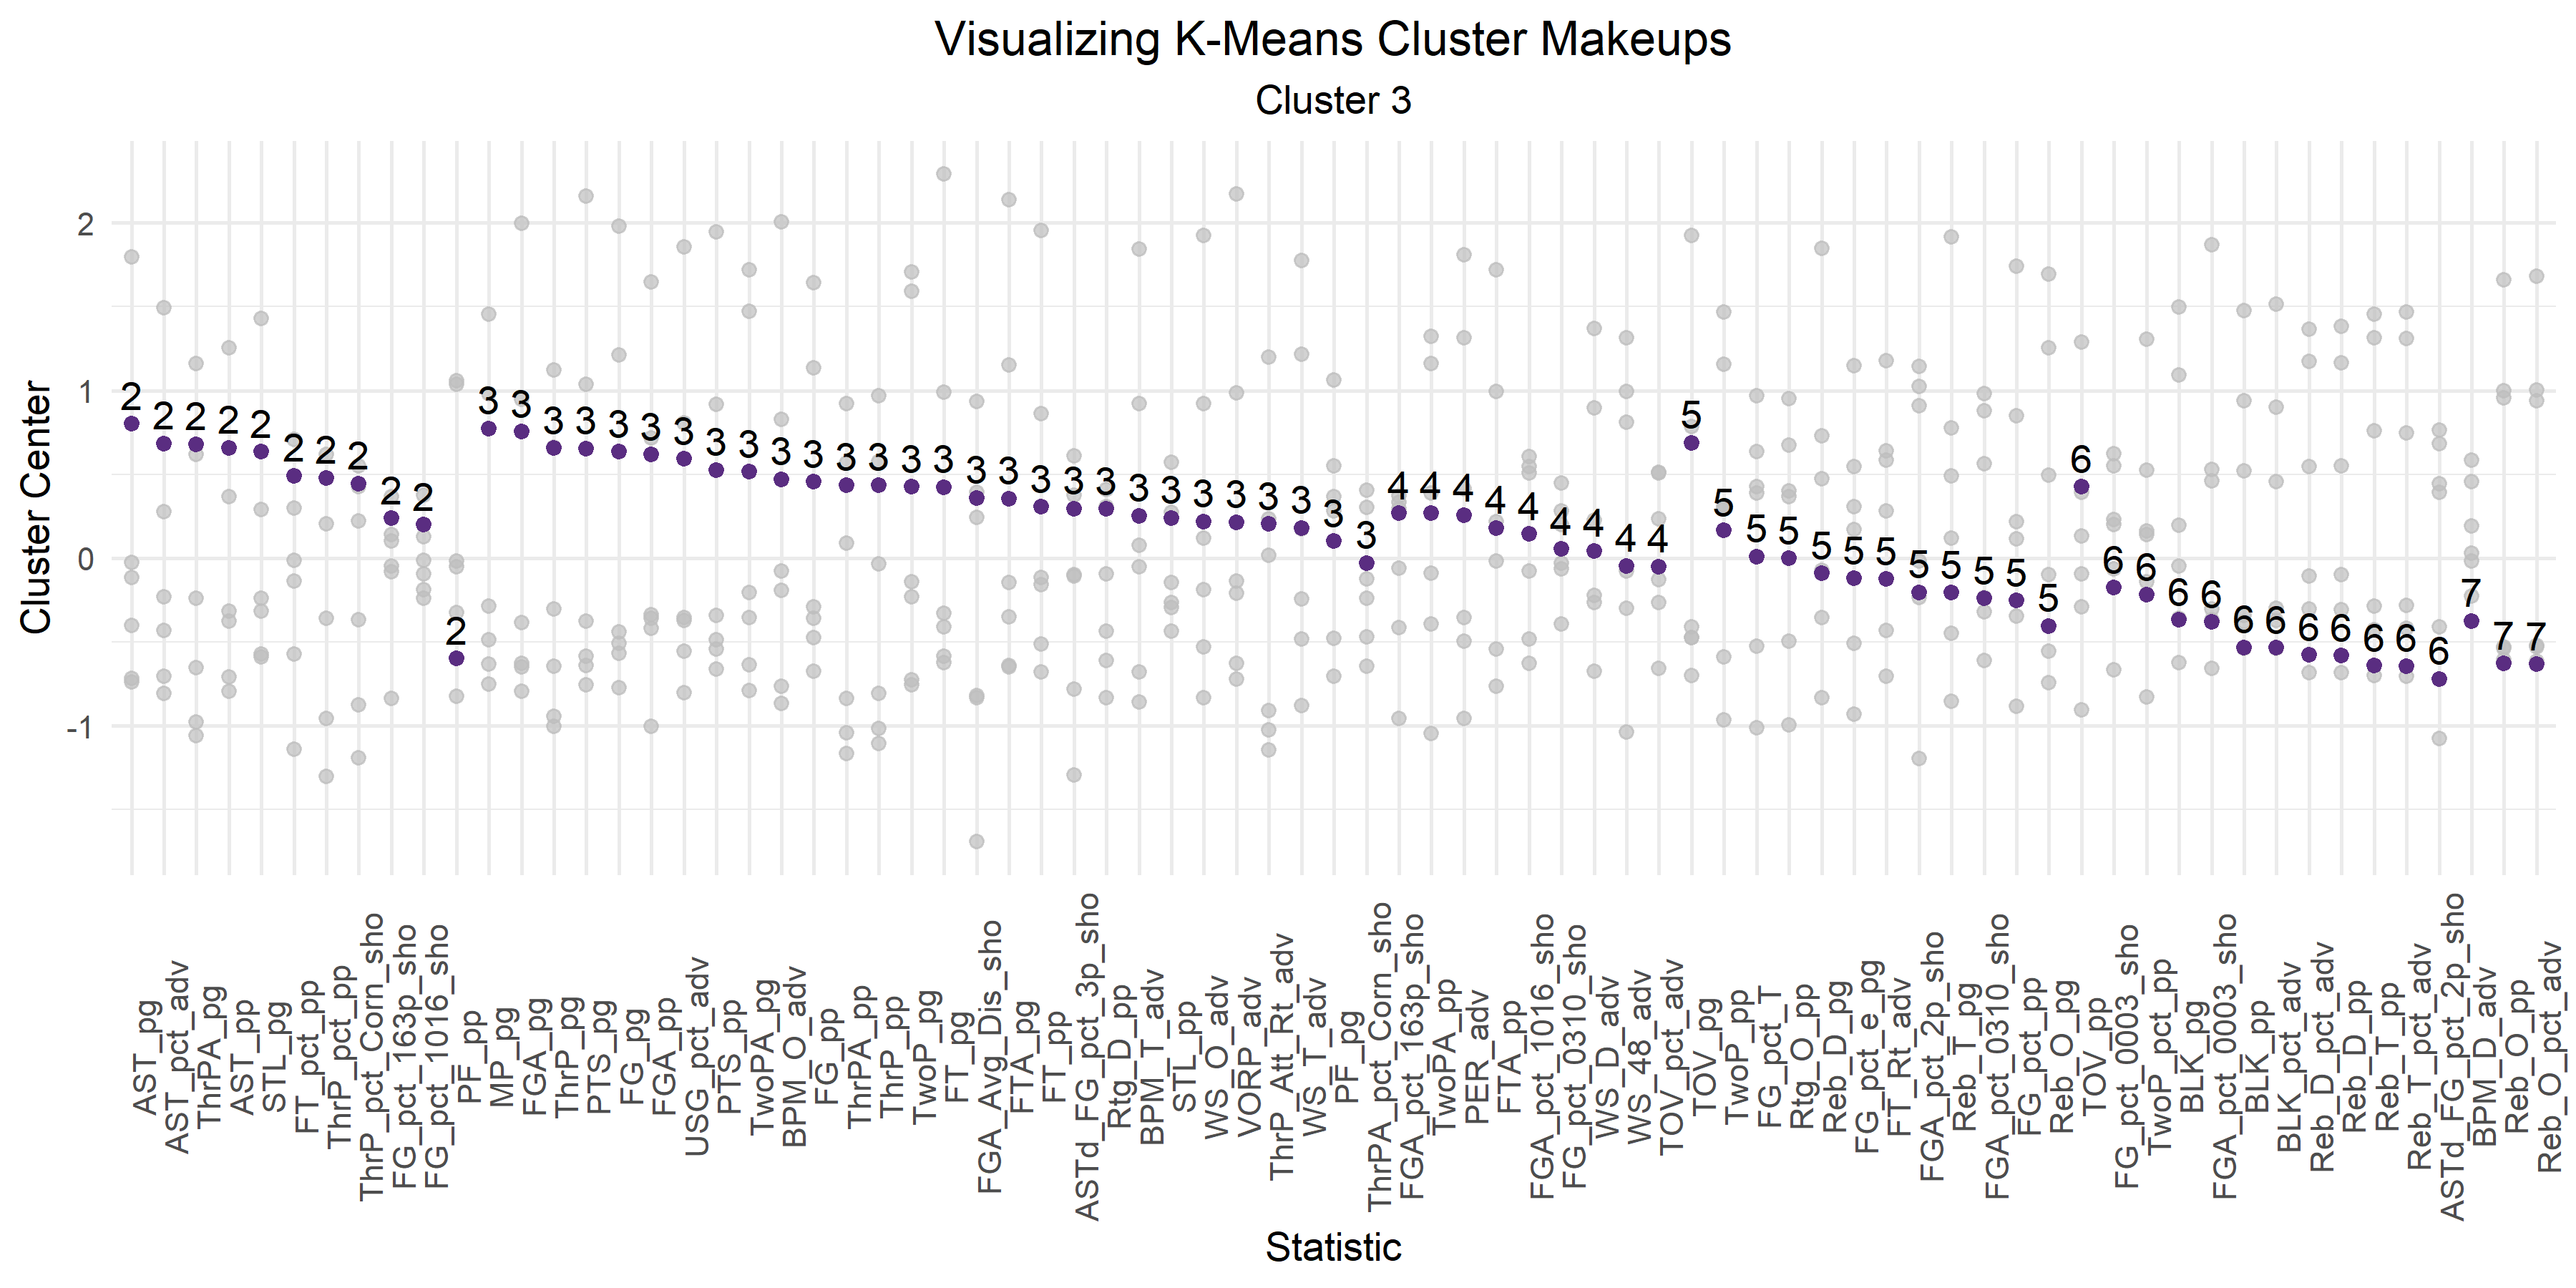 Visualizing K-Means Cluster Makeups
Cluster 3
Cluster Center
2
1
0
-1
2 2 2 2 2 2 2 2 2 2 2 3 3 3 3 3 3 3 3 3 3 3 3 3 3 3 3 3 3 3 3 3 3 3 3 3 3 3 3 4 4 4 4 4 4 4 4 4 5 5 5 5 5 5 5 5 5 5 5 5 6 6 6 6 6 6 6 6 6 6 6 6 7 7 7
AST_pg
AST_pct_adv
ThrPA_pg
AST_pp
STL_pg
FT_pct_pp
ThrP_pct_pp
ThrP_pct_Corn_sho
FG_pct_163p_sho
FG_pct_1016_sho
PF_pp
MP_pg
FGA_pg
ThrP_pg
PTS_pg
FG_pg
FGA_pp
USG_pct_adv
PTS_pp
TwoPA_pg
BPM_O_adv
FG_pp
ThrPA_pp
ThrP_pp
TwoP_pg
FT_pg
FGA_Avg_Dis_sho
FTA_pg
FT_pp
ASTd_FG_pct_3p_sho
Rtg_D_pp
BPM_T_adv
STL_pp
WS_O_adv
VORP_adv
ThrP_Att_Rt_adv
WS_T_adv
PF_pg
ThrPA_pct_Corn_sho
FGA_pct_163p_sho
TwoPA_pp
PER_adv
FTA_pp
FGA_pct_1016_sho
FG_pct_0310_sho
WS_D_adv
WS_48_adv
TOV_pct_adv
TOV_pg
TwoP_pp
FG_pct_T
Rtg_O_pp
Reb_D_pg
FG_pct_e_pg
FT_Rt_adv
FGA_pct_2p_sho
Reb_T_pg
FGA_pct_0310_sho
FG_pct_pp
Reb_O_pg
TOV_pp
FG_pct_0003_sho
TwoP_pct_pp
BLK_pg
FGA_pct_0003_sho
BLK_pp
BLK_pct_adv
Reb_D_pct_adv
Reb_D_pp
Reb_T_pp
Reb_T_pct_adv
ASTd_FG_pct_2p_sho
BPM_D_adv
Reb_O_pp
Reb_O_pct_adv
Statistic